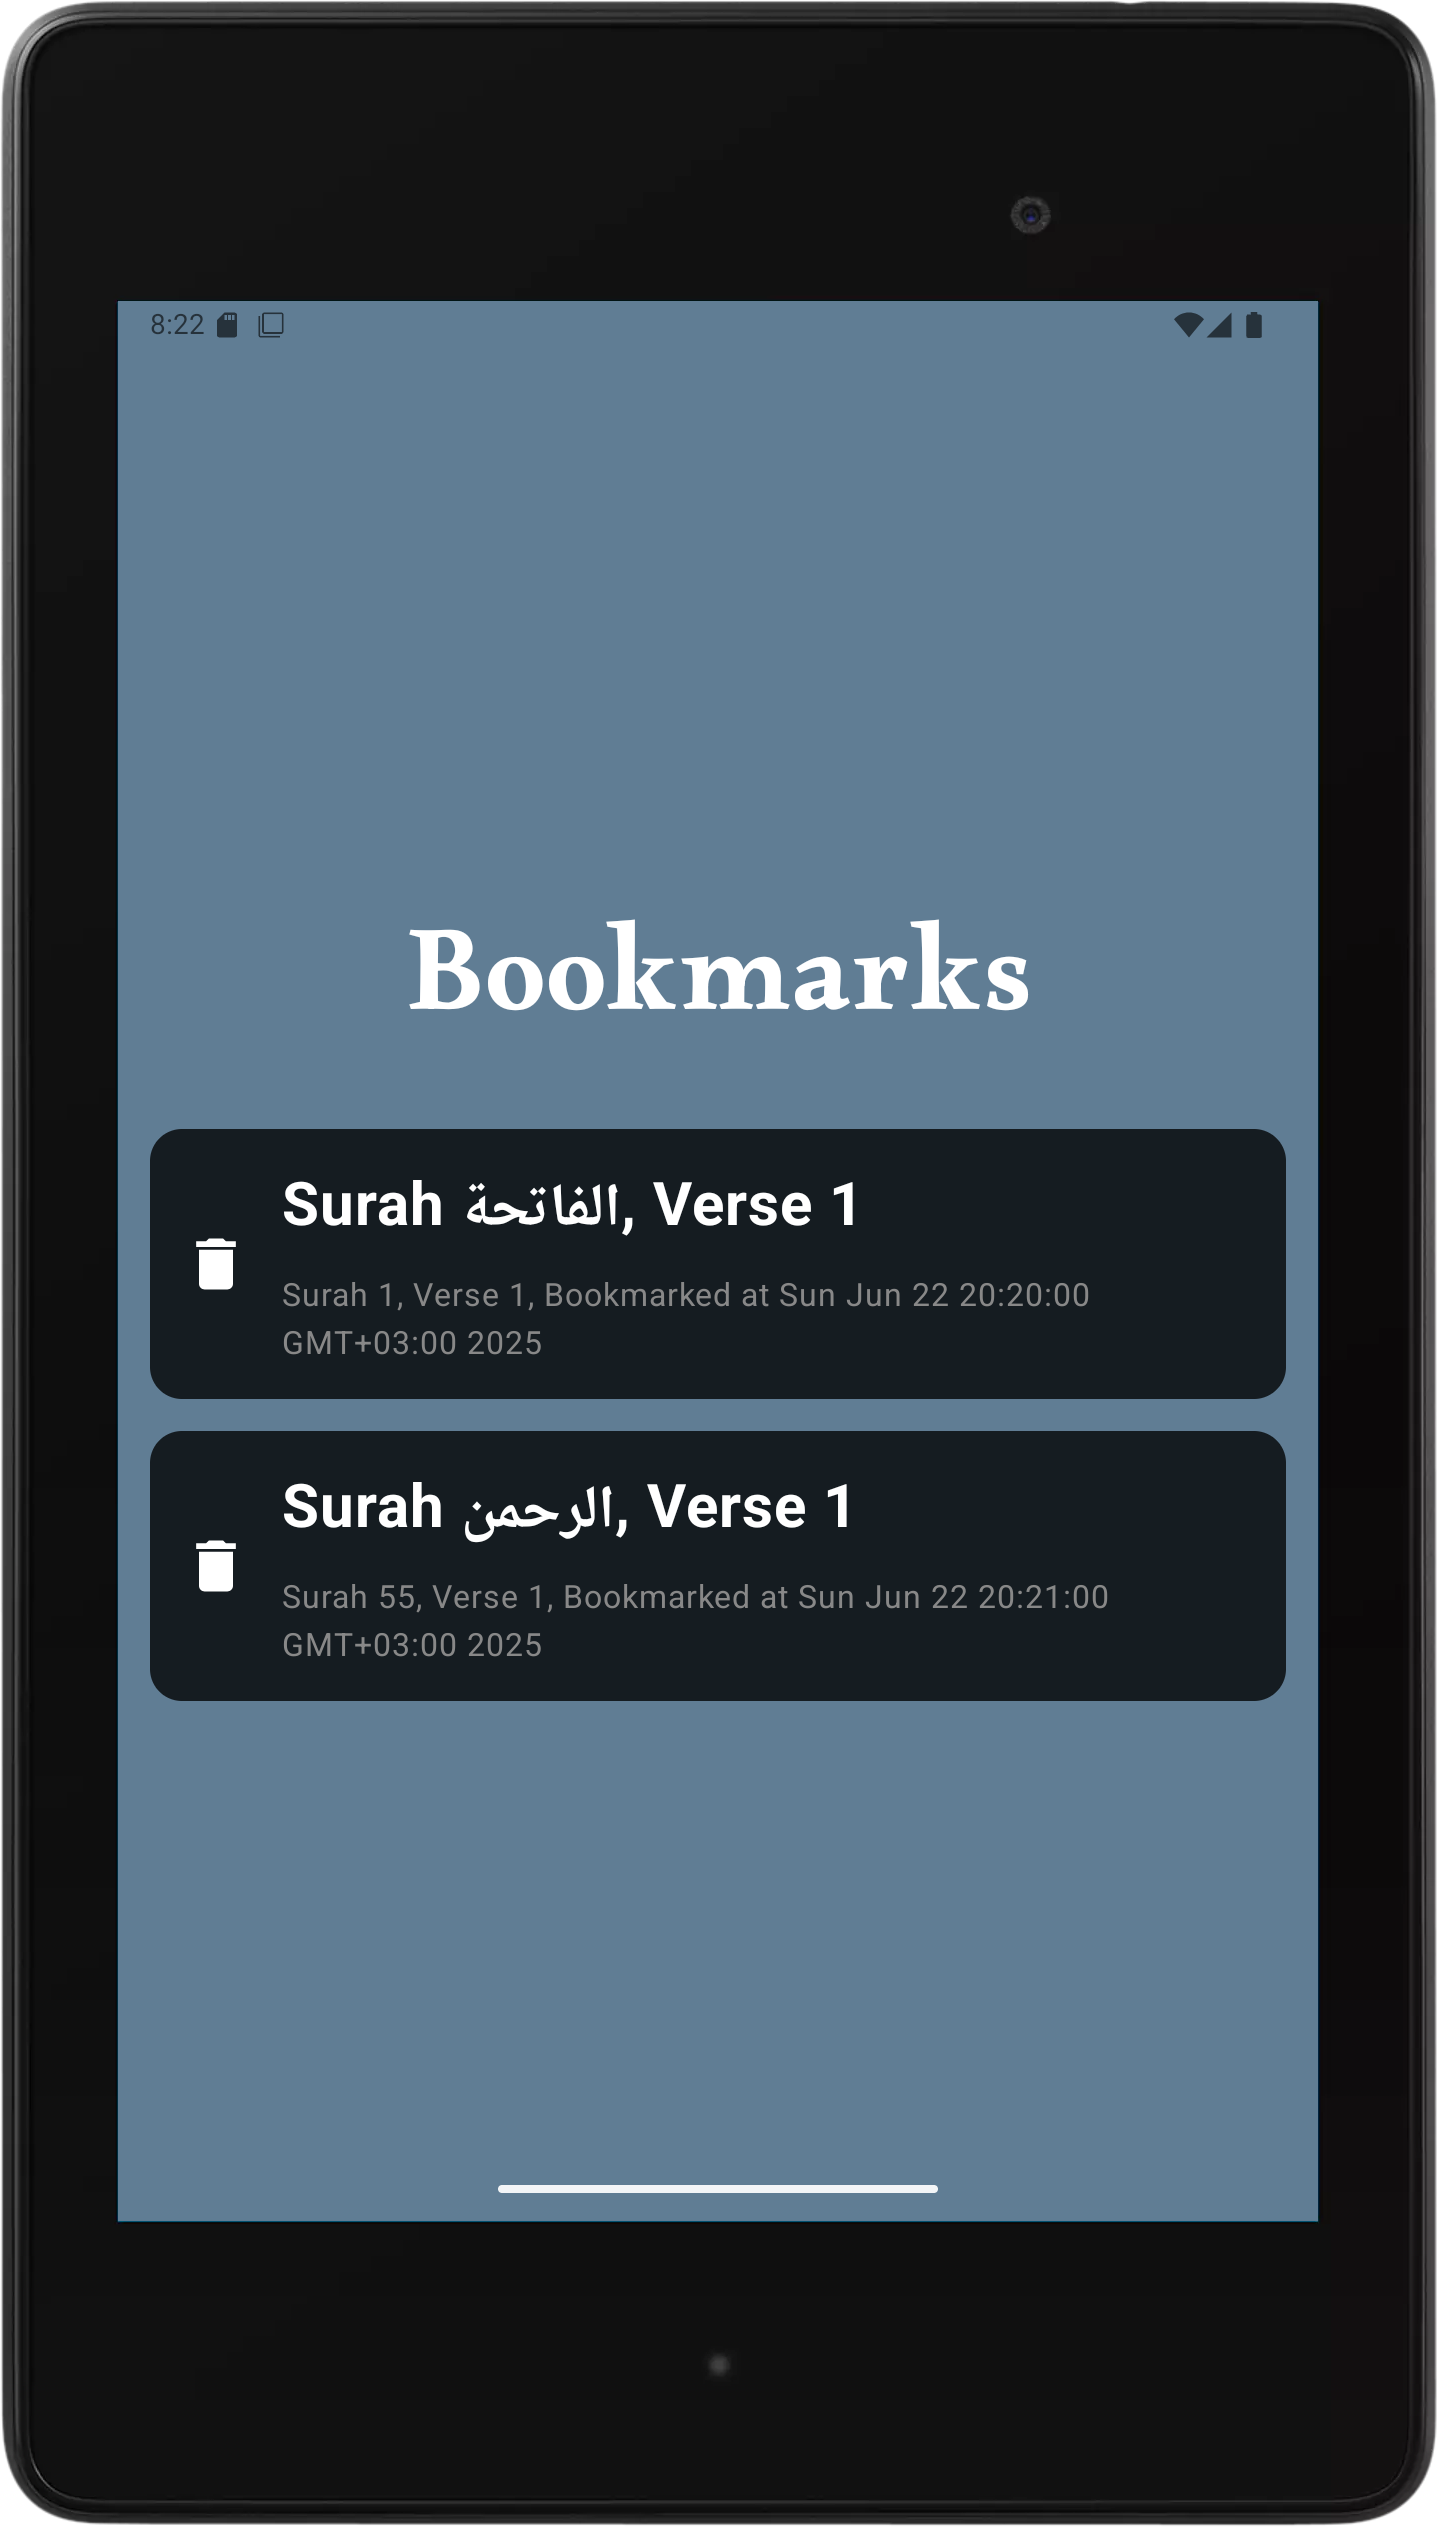 8:22
Bookmarks
Surah الفاتحة, Verse 1
Surah 1, Verse 1, Bookmarked at Sun Jun 22 20:20:00
GMT+03:00 2025
Surah الرحمن, Verse 1
Surah 55, Verse 1, Bookmarked at Sun Jun 22 20:21:00
GMT+03:00 2025